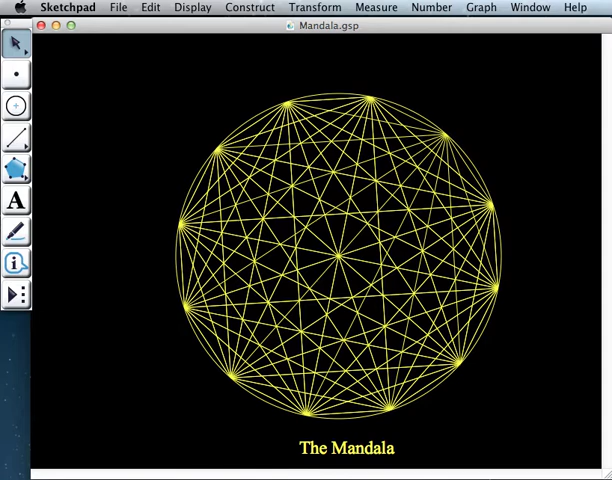 Sketchpad File Edit Display Construct Transform Measure Number Graph Window Help
Mandala.gsp
A
The Mandala